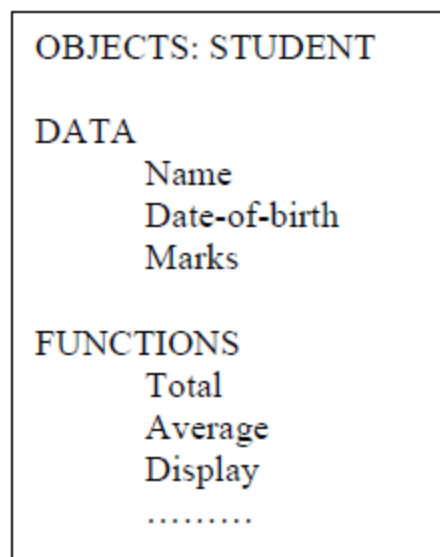 OBJECTS: STUDENT
DATA
Name
Date-of-birth
Marks
FUNCTIONS
Total
Average
Display
.........